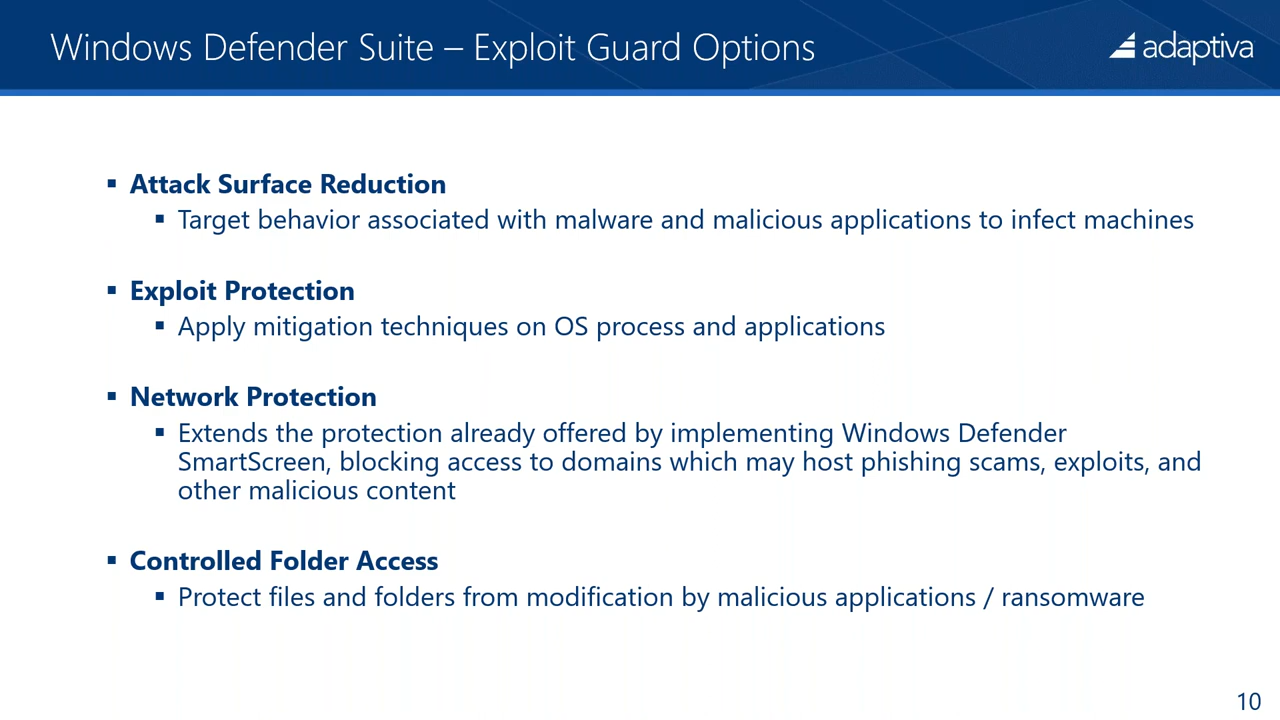 Windows Defender Suite – Exploit Guard Options
adaptiva
▪ Attack Surface Reduction
▪ Target behavior associated with malware and malicious applications to infect machines
▪ Exploit Protection
▪ Apply mitigation techniques on OS process and applications
▪ Network Protection
▪ Extends the protection already offered by implementing Windows Defender
SmartScreen, blocking access to domains which may host phishing scams, exploits, and
other malicious content
▪ Controlled Folder Access
▪ Protect files and folders from modification by malicious applications / ransomware
10